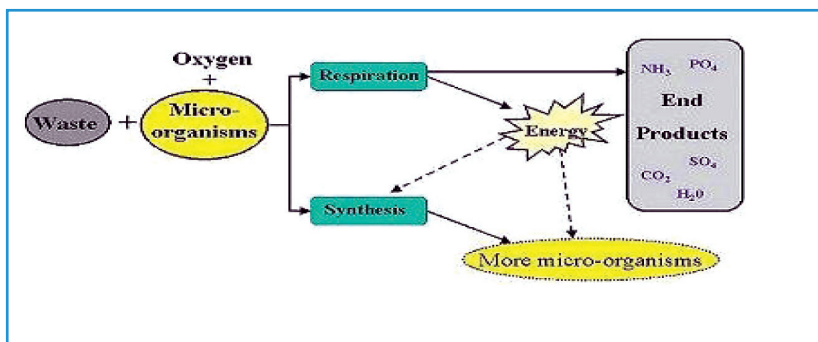 Oxygen
+
Waste
+
Micro-
organisms
Respiration
Synthesis
Energy
More micro-organisms
NH₃ PO₄
End
Products
SO₄
CO₂
H₂0